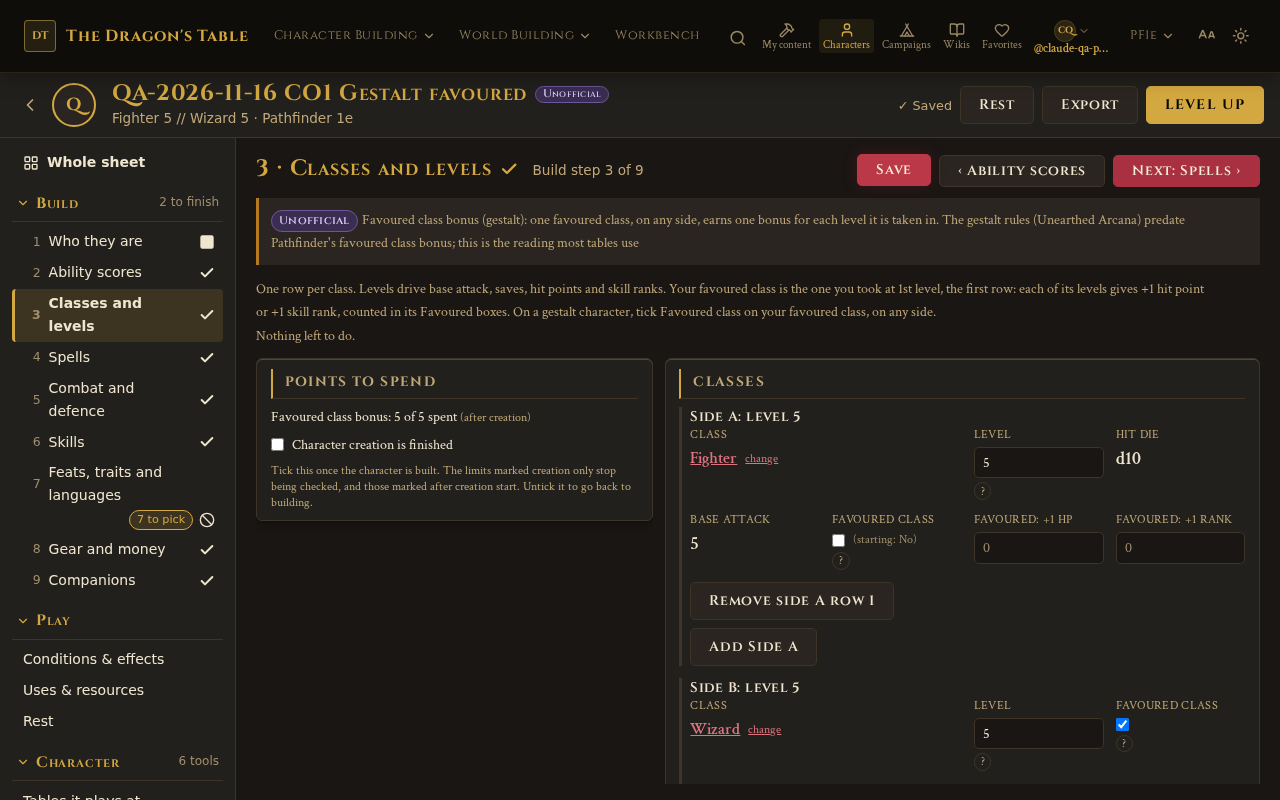 DT The Dragon's Table
Character Building
World Building
Workbench
My content
Characters
Campaigns
Wikis
Favorites
CQ
@claude-qa-p...
PF1e
AA
Q
QA-2026-11-16 CO1 Gestalt favoured
Unofficial
Fighter 5 // Wizard 5 · Pathfinder 1e
✓ Saved
Rest
Export
Level up
Whole sheet
Build
2 to finish
1 Who they are
2 Ability scores
3 Classes and
levels
4 Spells
5 Combat and
defence
6 Skills
7 Feats, traits and
languages
7 to pick
8 Gear and money
9 Companions
Play
Conditions & effects
Uses & resources
Rest
Character
6 tools
Tables it plays at
3 · Classes and levels
Build step 3 of 9
Save
‹ Ability scores
Next: Spells ›
Unofficial Favoured class bonus (gestalt): one favoured class, on any side, earns one bonus for each level it is taken in. The gestalt rules (Unearthed Arcana) predate
Pathfinder's favoured class bonus; this is the reading most tables use
One row per class. Levels drive base attack, saves, hit points and skill ranks. Your favoured class is the one you took at 1st level, the first row: each of its levels gives +1 hit point
or +1 skill rank, counted in its Favoured boxes. On a gestalt character, tick Favoured class on your favoured class, on any side.
Nothing left to do.
Points to spend
Favoured class bonus: 5 of 5 spent (after creation)
Character creation is finished
Tick this once the character is built. The limits marked creation only stop
being checked, and those marked after creation start. Untick it to go back to
building.
Classes
Side A: level 5
CLASS
LEVEL
HIT DIE
Fighter change
5
d10
?
BASE ATTACK
FAVOURED CLASS
FAVOURED: +1 HP
FAVOURED: +1 RANK
5
(starting: No)
0
0
?
Remove side A row 1
Add Side A
Side B: level 5
CLASS
LEVEL
FAVOURED CLASS
Wizard change
5
?
?